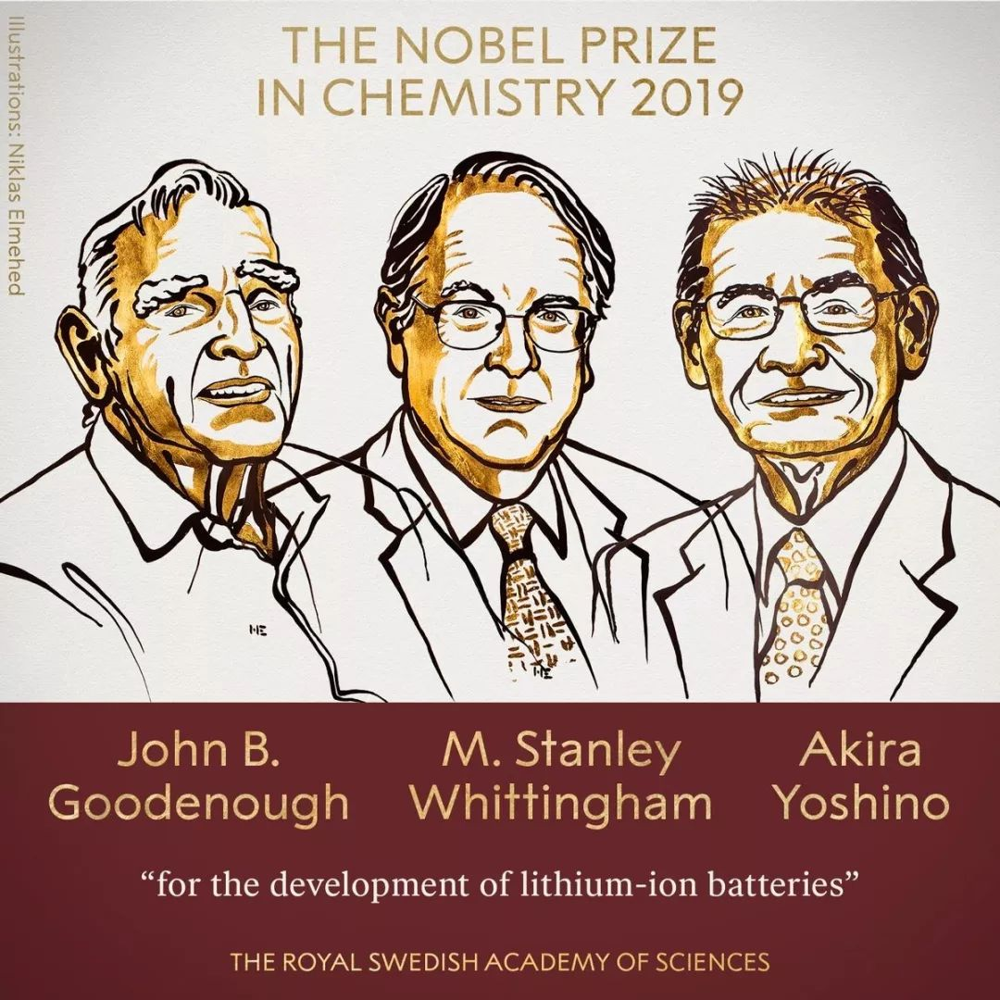 Illustrations: Niklas Elmehed
THE NOBEL PRIZE
IN CHEMISTRY 2019
John B.
Goodenough
M. Stanley
Whittingham
Akira
Yoshino
“for the development of lithium-ion batteries”
THE ROYAL SWEDISH ACADEMY OF SCIENCES